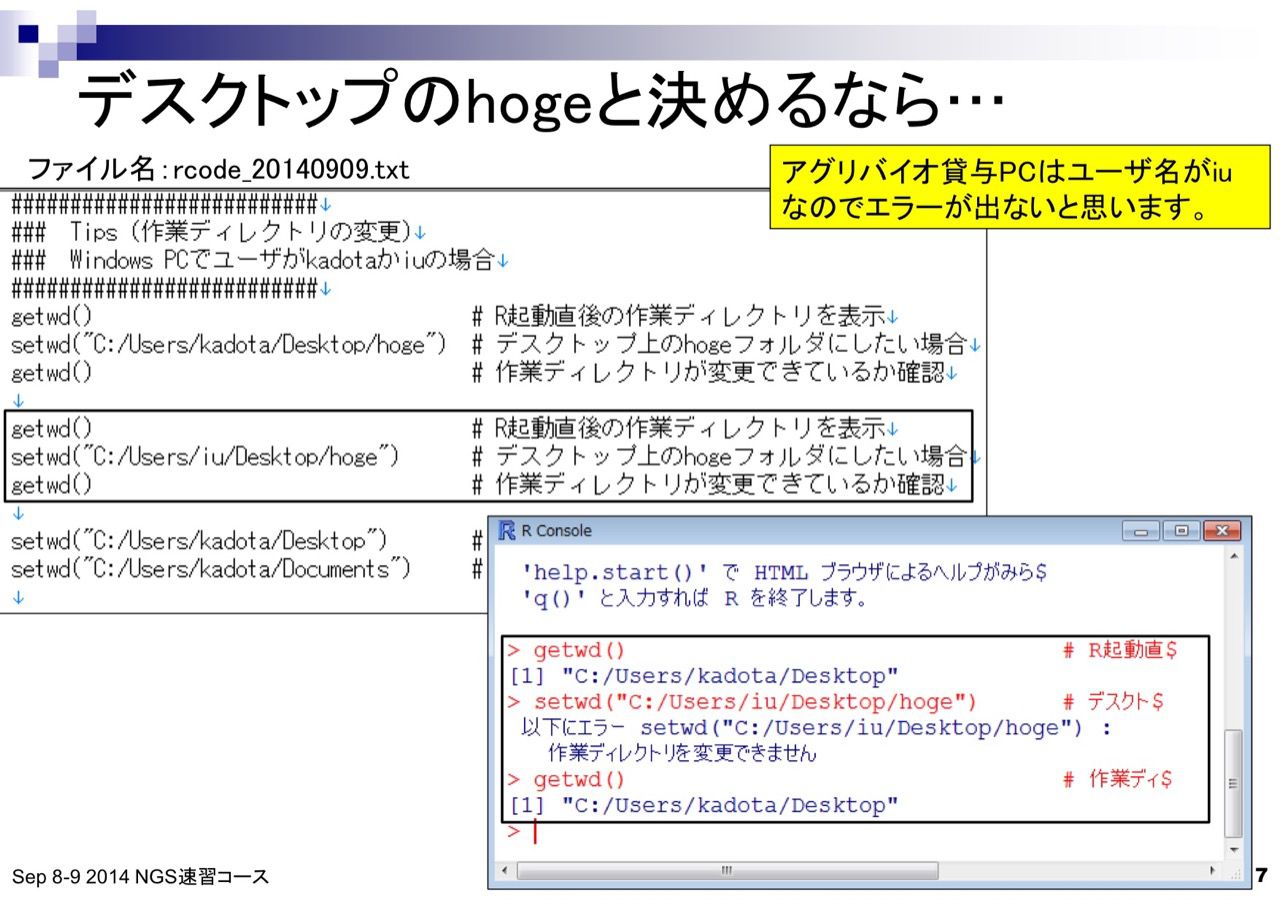 デスクトップのhogeと決めるなら…
ファイル名：rcode_20140909.txt
アグリバイオ貸与PCはユーザ名がiu
なのでエラーが出ないと思います。
##########################↓
###  Tips（作業ディレクトリの変更）↓
###  Windows PCでユーザがkadotaかiuの場合↓
##########################↓
getwd()                                # R起動直後の作業ディレクトリを表示↓
setwd("C:/Users/kadota/Desktop/hoge")  # デスクトップ上のhogeフォルダにしたい場合↓
getwd()                                # 作業ディレクトリが変更できているか確認↓
↓
getwd()                                # R起動直後の作業ディレクトリを表示↓
setwd("C:/Users/iu/Desktop/hoge")      # デスクトップ上のhogeフォルダにしたい場合↓
getwd()                                # 作業ディレクトリが変更できているか確認↓
↓
setwd("C:/Users/kadota/Desktop")       #
setwd("C:/Users/kadota/Documents")     #
↓
R Console
'help.start()' で HTML ブラウザによるヘルプがみら$
'q()' と入力すれば R を終了します。
> getwd()                                # R起動直$
[1] "C:/Users/kadota/Desktop"
> setwd("C:/Users/iu/Desktop/hoge")      # デスクト$
以下にエラー setwd("C:/Users/iu/Desktop/hoge") :
作業ディレクトリを変更できません
> getwd()                                # 作業ディ$
[1] "C:/Users/kadota/Desktop"
>
Sep 8-9 2014 NGS速習コース
7